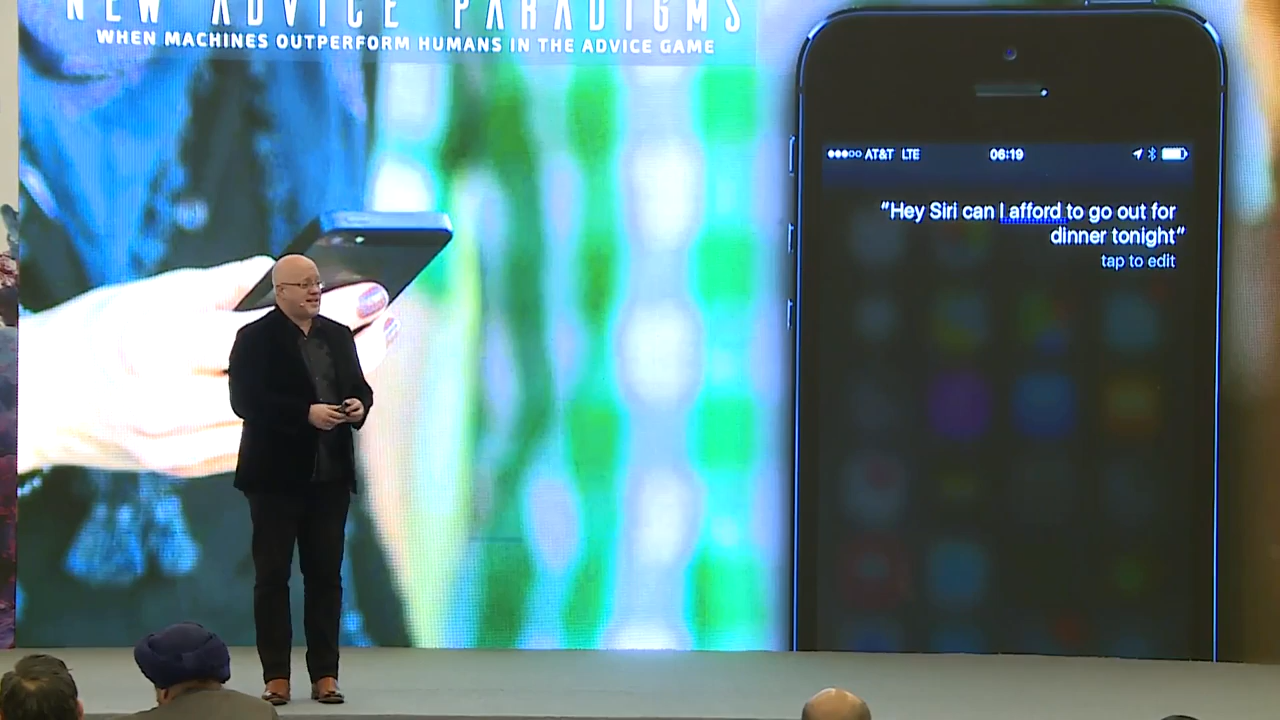 NEW ADVICE PARADIGMS
WHEN MACHINES OUTPERFORM HUMANS IN THE ADVICE GAME
AT&T LTE 06:19
"Hey Siri can I afford to go out for
dinner tonight"
tap to edit